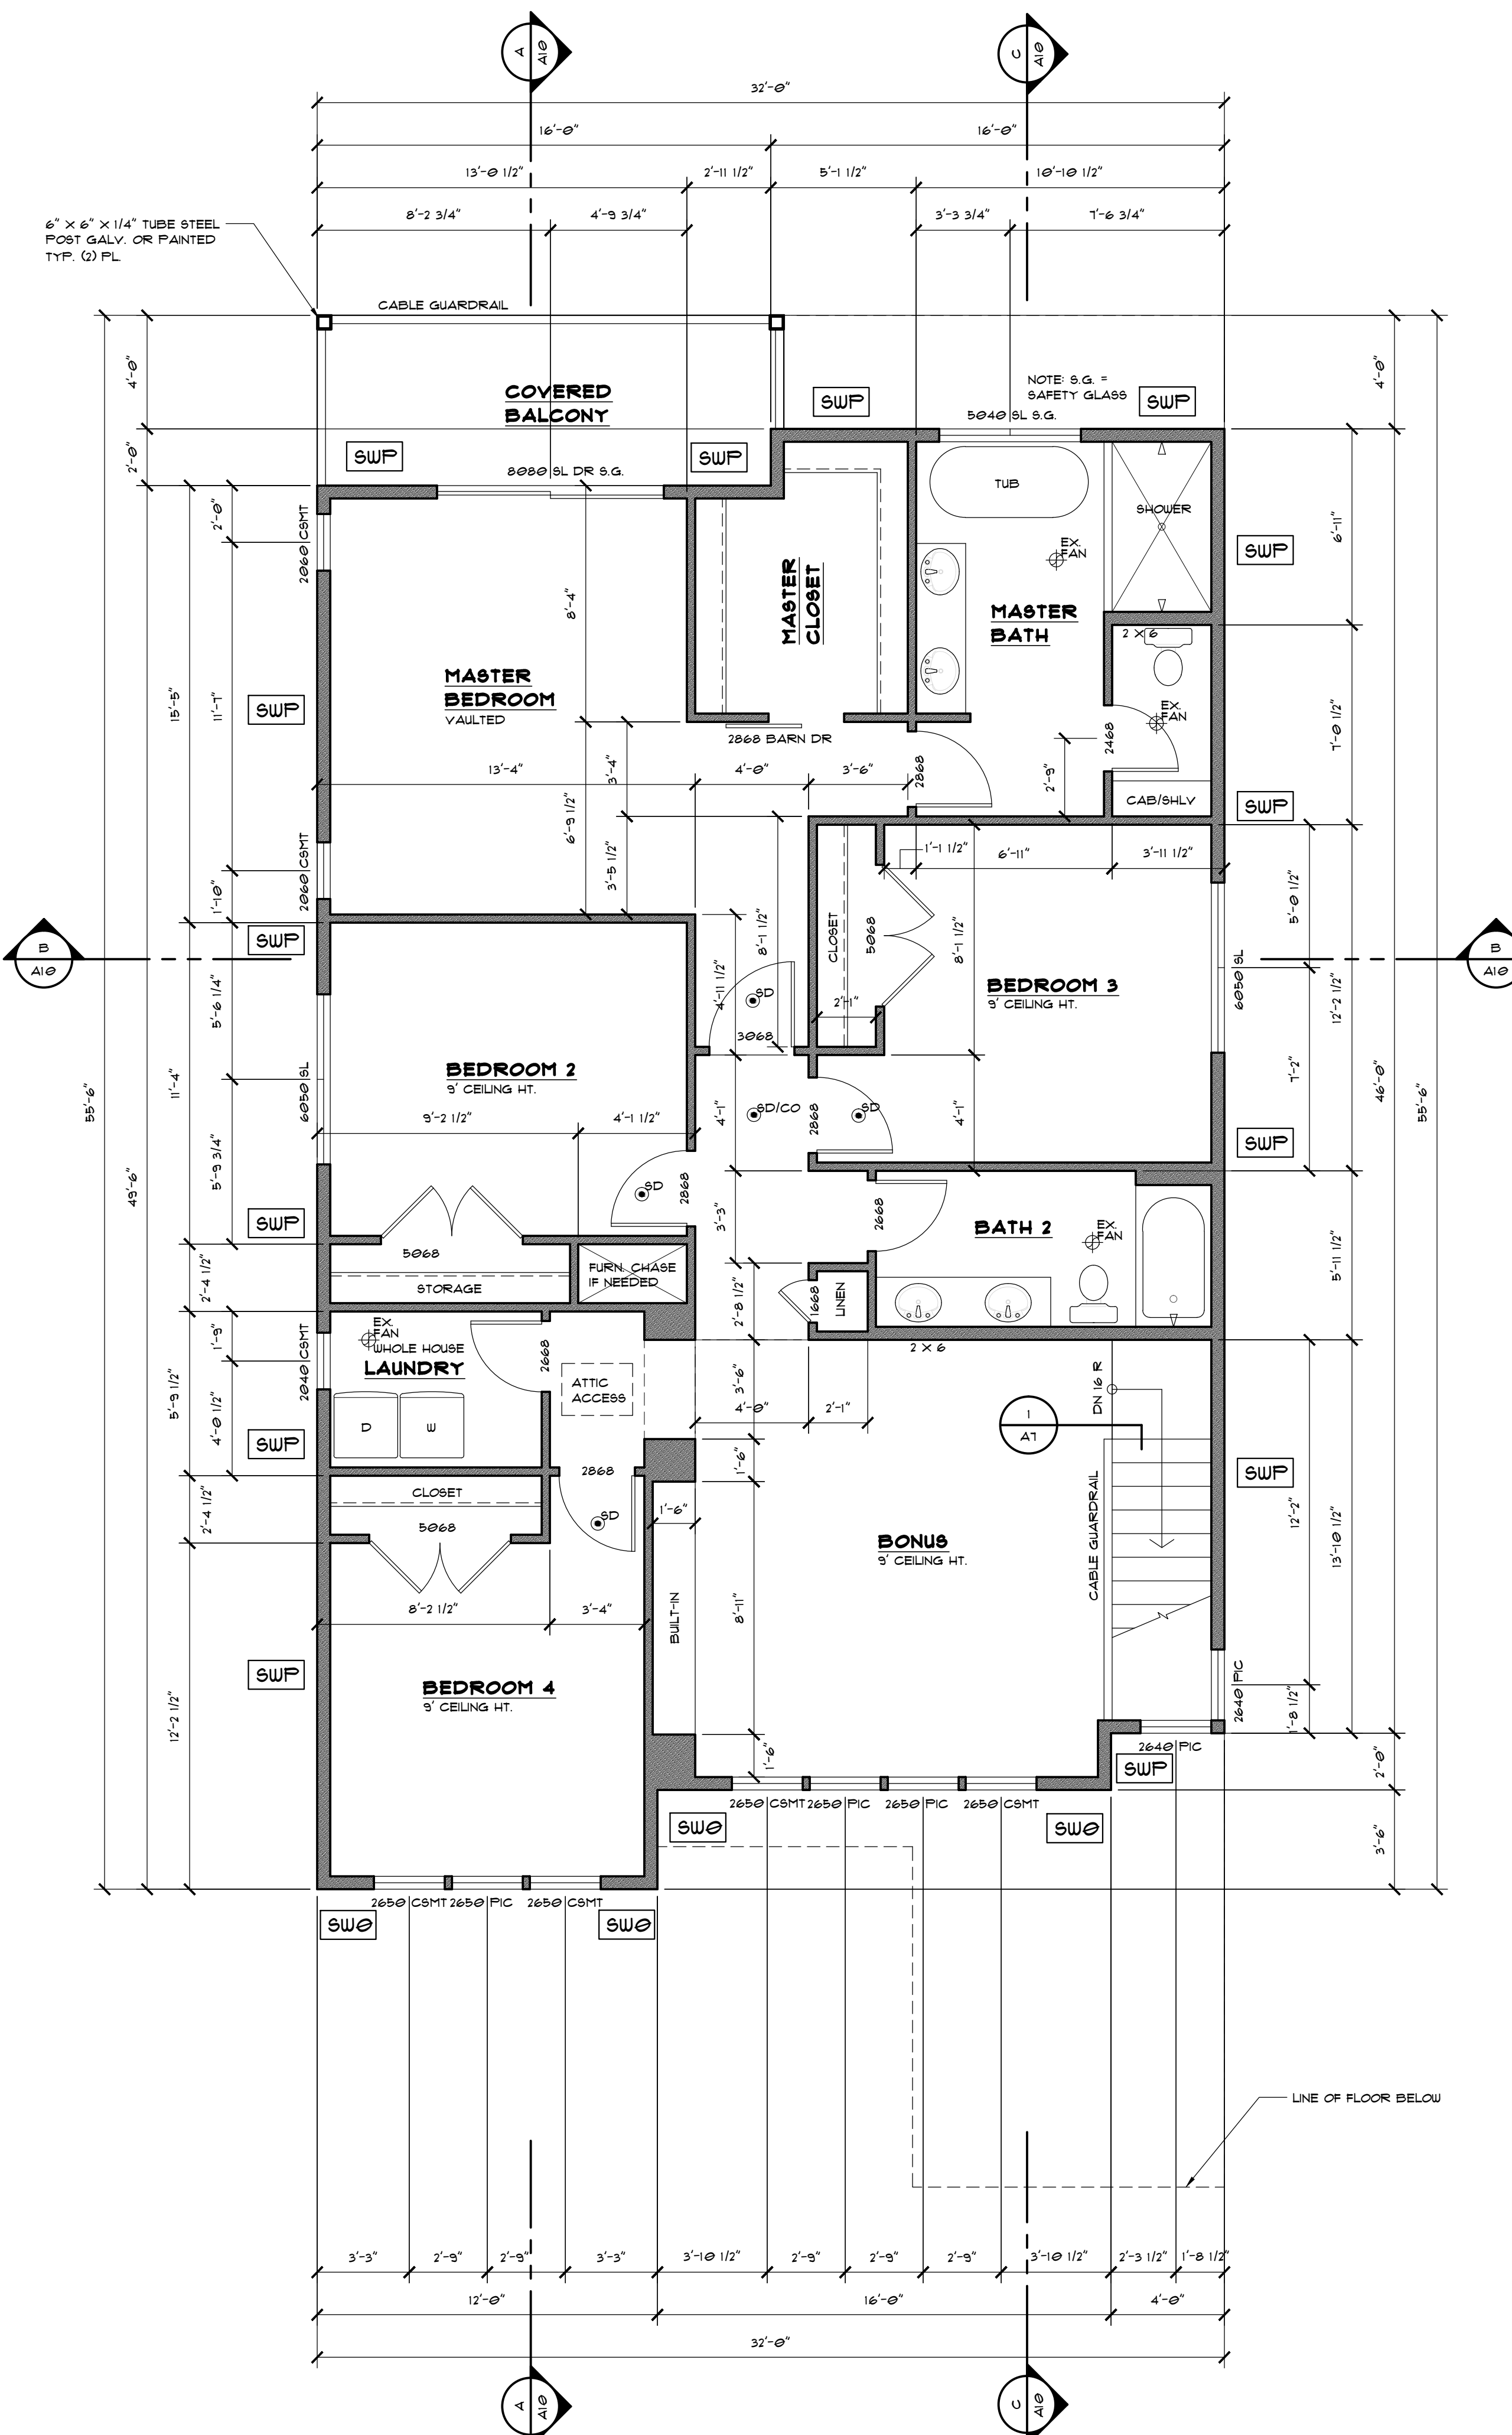 A
A10
C
A10
32'-0"
16'-0"
16'-0"
13'-0 1/2"
2'-11 1/2"
5'-1 1/2"
10'-10 1/2"
8'-2 3/4"
4'-9 3/4"
3'-3 3/4"
7'-6 3/4"
6" X 6" X 1/4" TUBE STEEL
POST GALV. OR PAINTED
TYP. (2) PL.
CABLE GUARDRAIL
COVERED
BALCONY
4'-0"
2'-0"
4'-0"
NOTE: S.G. =
SAFETY GLASS
5040 SL S.G.
SWP
SWP
SWP
SWP
8080 SL DR S.G.
TUB
SHOWER
EX.
FAN
2060 CSMT
2'-0"
8'-4"
6'-11"
SWP
MASTER
CLOSET
MASTER
BATH
2 X 6
MASTER
BEDROOM
VAULTED
SWP
15'-5"
11'-7"
EX.
FAN
2868 BARN DR
2868
2468
2'-9"
7'-0 1/2"
13'-4"
4'-0"
3'-6"
3'-4"
6'-9 1/2"
3'-5 1/2"
CAB/SHLV
SWP
2060 CSMT
1'-10"
1'-1 1/2"
6'-11"
3'-11 1/2"
5'-0 1/2"
SWP
B
A10
B
A10
8'-1 1/2"
4'-11 1/2"
CLOSET
5068
8'-1 1/2"
BEDROOM 3
9' CEILING HT.
6050 SL
12'-2 1/2"
5'-6 1/4"
SD
2'-1"
3068
BEDROOM 2
9' CEILING HT.
6050 SL
11'-4"
55'-6"
49'-6"
7'-2"
46'-0"
55'-6"
9'-2 1/2"
4'-1 1/2"
4'-1"
SD/CO
2868
SD
4'-1"
SWP
5'-9 3/4"
SD
2868
3'-3"
2668
BATH 2
EX.
FAN
SWP
5068
FURN. CHASE
IF NEEDED
STORAGE
2'-4 1/2"
2'-8 1/2"
1668
LINEN
5'-11 1/2"
EX.
FAN
WHOLE HOUSE
LAUNDRY
2040 CSMT
1'-9"
5'-9 1/2"
4'-0 1/2"
2668
2 X 6
ATTIC
ACCESS
3'-6"
DN 16 R
D
W
4'-0"
2'-1"
1
A7
SWP
2868
1'-6"
CLOSET
SD
1'-6"
CABLE GUARDRAIL
SWP
12'-2"
13'-10 1/2"
2'-4 1/2"
5068
BONUS
9' CEILING HT.
8'-2 1/2"
3'-4"
BUILT-IN
8'-11"
SWP
BEDROOM 4
9' CEILING HT.
12'-2 1/2"
2640 PIC
1'-8 1/2"
1'-6"
2640 PIC
SWP
2'-0"
2650 CSMT
2650 PIC
2650 PIC
2650 CSMT
SW0
SW0
3'-6"
2650 CSMT
2650 PIC
2650 CSMT
SW0
SW0
LINE OF FLOOR BELOW
3'-3"
2'-9"
2'-9"
3'-3"
3'-10 1/2"
2'-9"
2'-9"
2'-9"
3'-10 1/2"
2'-3 1/2"
1'-8 1/2"
12'-0"
16'-0"
4'-0"
32'-0"
A
A10
C
A10